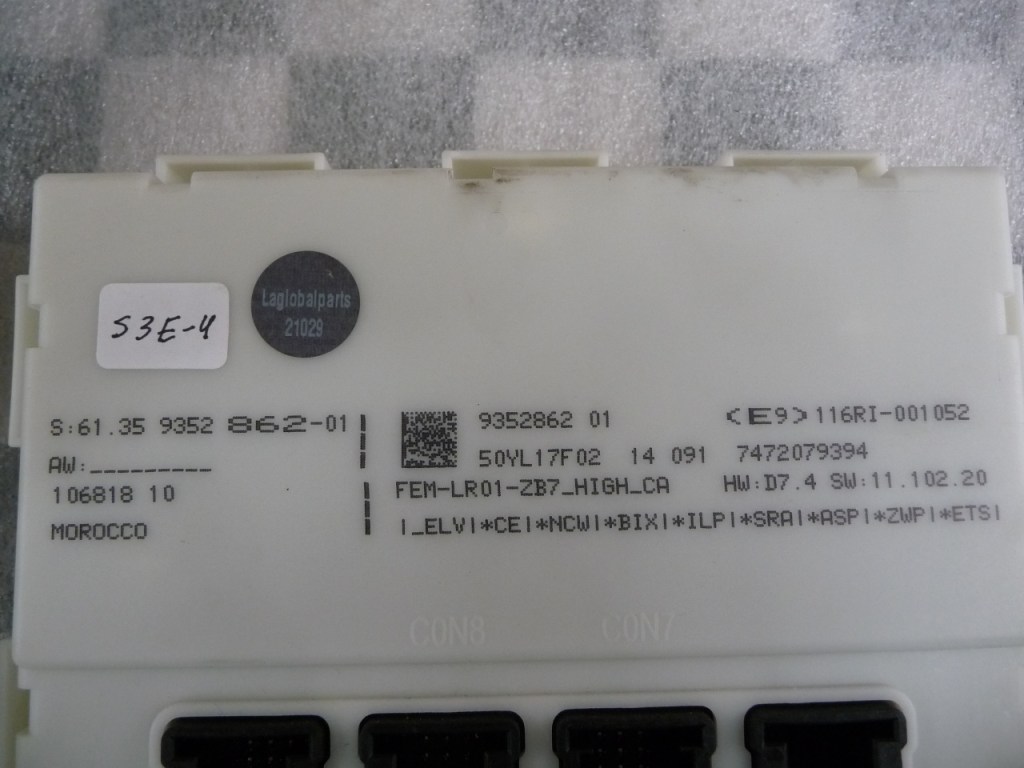 S3E-4
Laglobalparts
21029
S:61.35 9352 862-01
AW:_________
106818 10
MOROCCO
9352862 01
<E9>116RI-001052
50YL17F02 14 091 7472079394
FEM-LR01-ZB7_HIGH_CA HW:D7.4 SW:11.102.20
|_ELV|*CE|*NCW|*BIX|*ILP|*SRA|*ASP|*ZWP|*ETS|
CON8
CON7